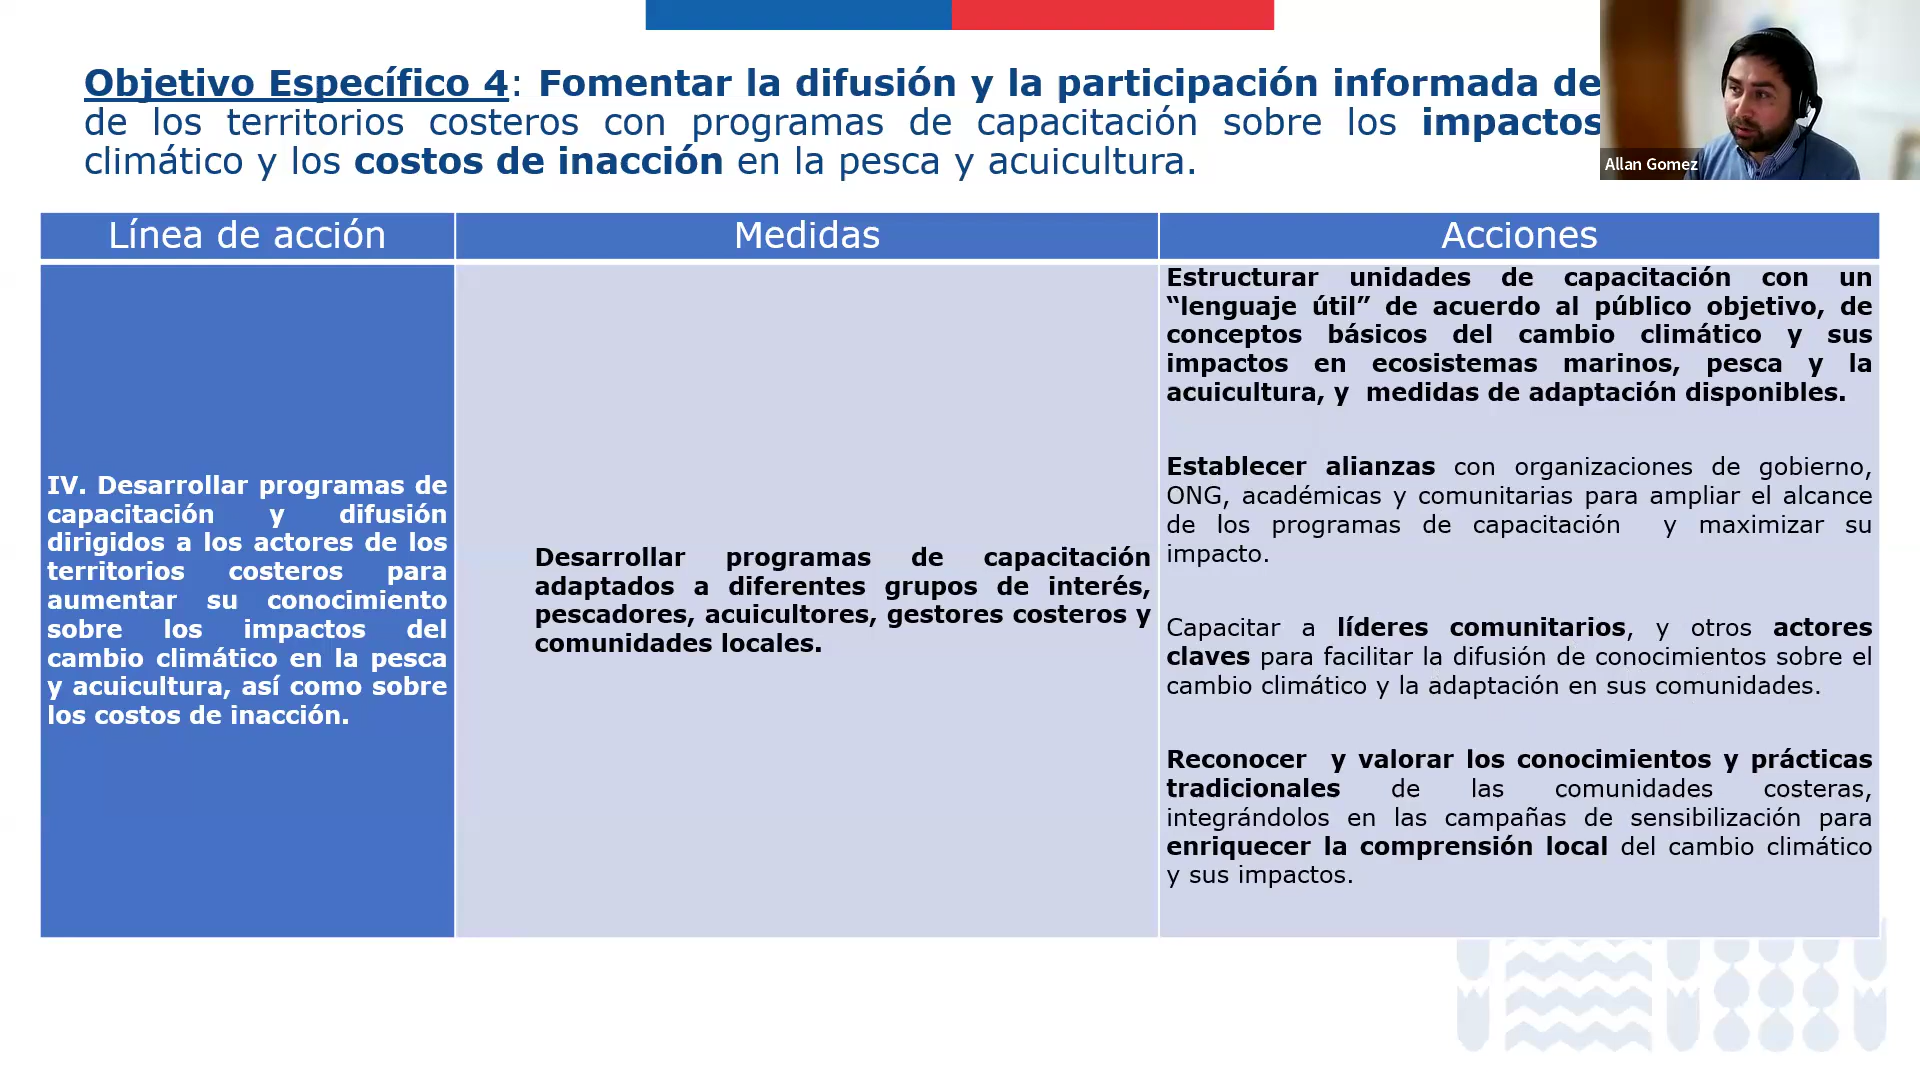 Objetivo Específico 4: Fomentar la difusión y la participación informada de
de los territorios costeros con programas de capacitación sobre los impactos
climático y los costos de inacción en la pesca y acuicultura.
Allan Gomez
Línea de acción
Medidas
Acciones
IV. Desarrollar programas de
capacitación y difusión
dirigidos a los actores de los
territorios costeros para
aumentar su conocimiento
sobre los impactos del
cambio climático en la pesca
y acuicultura, así como sobre
los costos de inacción.
Desarrollar programas de capacitación
adaptados a diferentes grupos de interés,
pescadores, acuicultores, gestores costeros y
comunidades locales.
Estructurar unidades de capacitación con un
“lenguaje útil” de acuerdo al público objetivo, de
conceptos básicos del cambio climático y sus
impactos en ecosistemas marinos, pesca y la
acuicultura, y medidas de adaptación disponibles.
Establecer alianzas con organizaciones de gobierno,
ONG, académicas y comunitarias para ampliar el alcance
de los programas de capacitación y maximizar su
impacto.
Capacitar a líderes comunitarios, y otros actores
claves para facilitar la difusión de conocimientos sobre el
cambio climático y la adaptación en sus comunidades.
Reconocer y valorar los conocimientos y prácticas
tradicionales de las comunidades costeras,
integrándolos en las campañas de sensibilización para
enriquecer la comprensión local del cambio climático
y sus impactos.